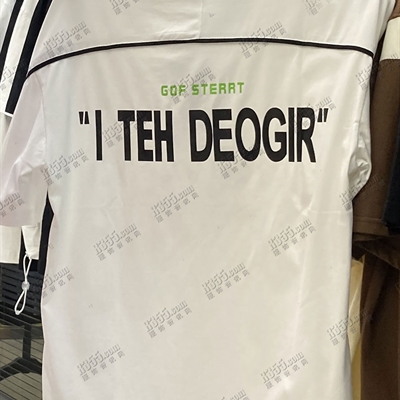 GOF STERRT
"I TEH DEOGIR"